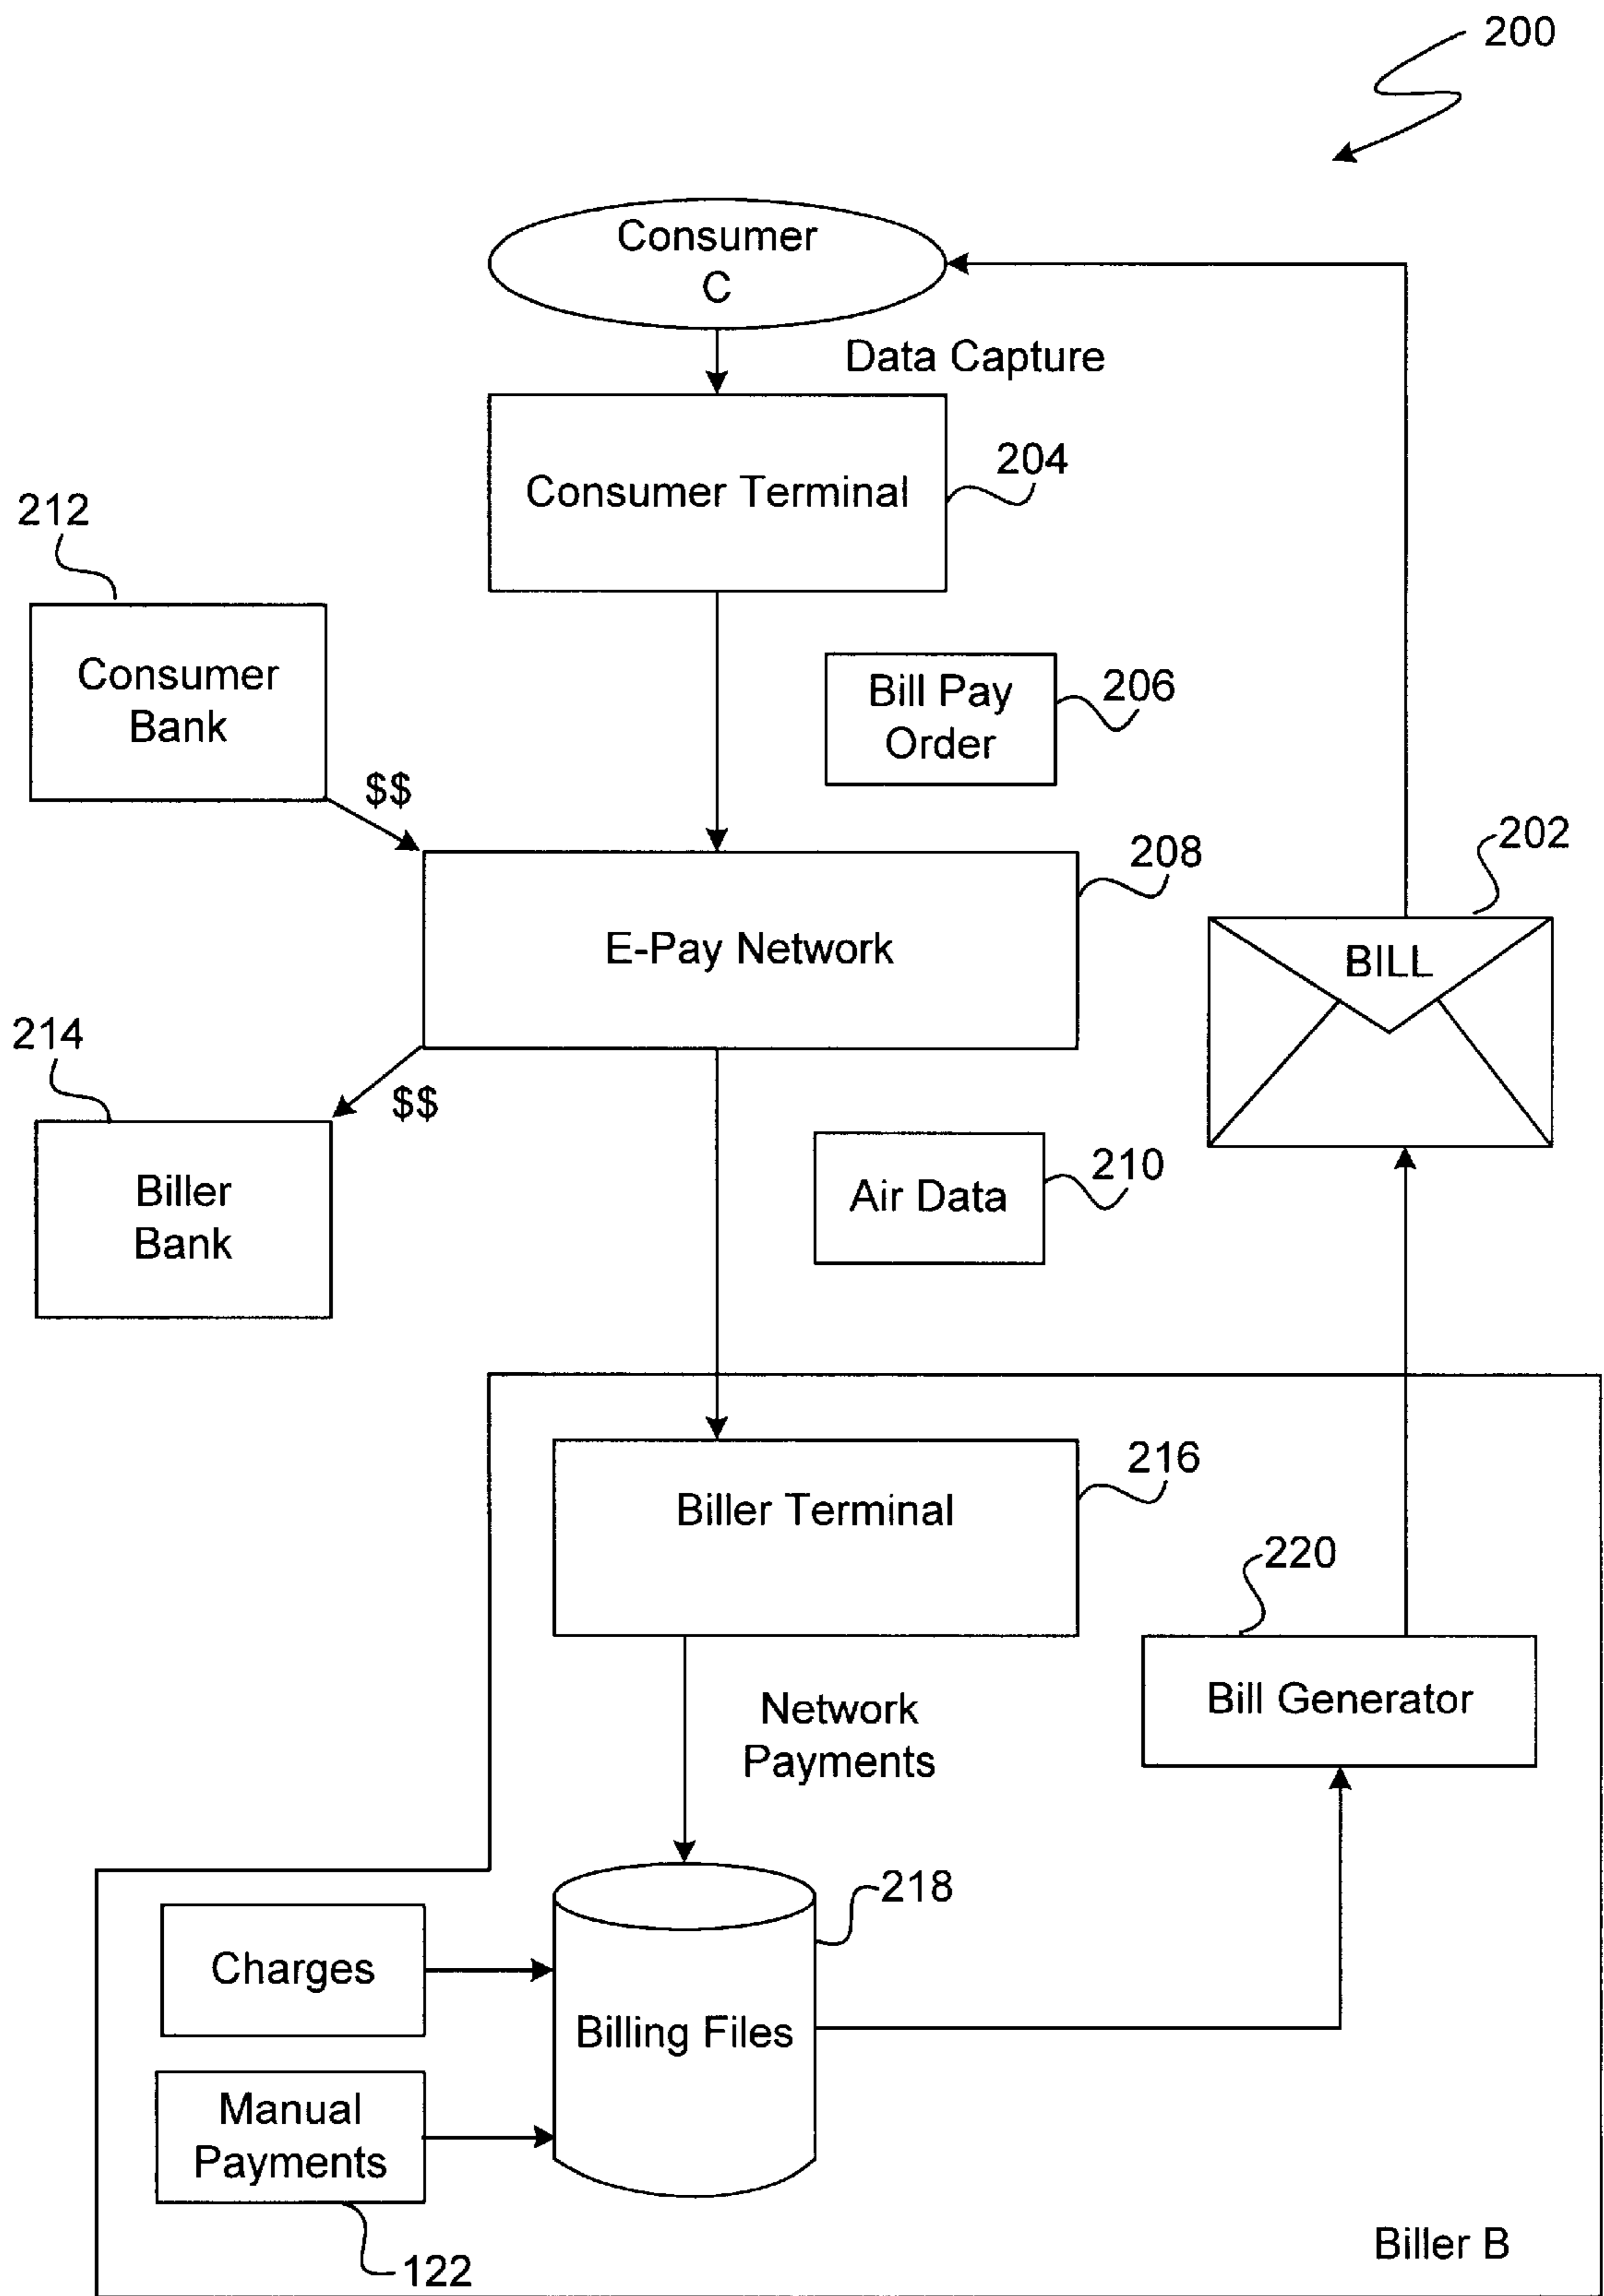 200
Consumer
C
Data Capture
Consumer Terminal
204
212
Consumer
Bank
Bill Pay
Order
206
$$
202
208
E-Pay Network
BILL
214
$$
Biller
Bank
Air Data
210
Biller Terminal
216
220
Network
Payments
Bill Generator
218
Charges
Billing Files
Manual
Payments
122
Biller B